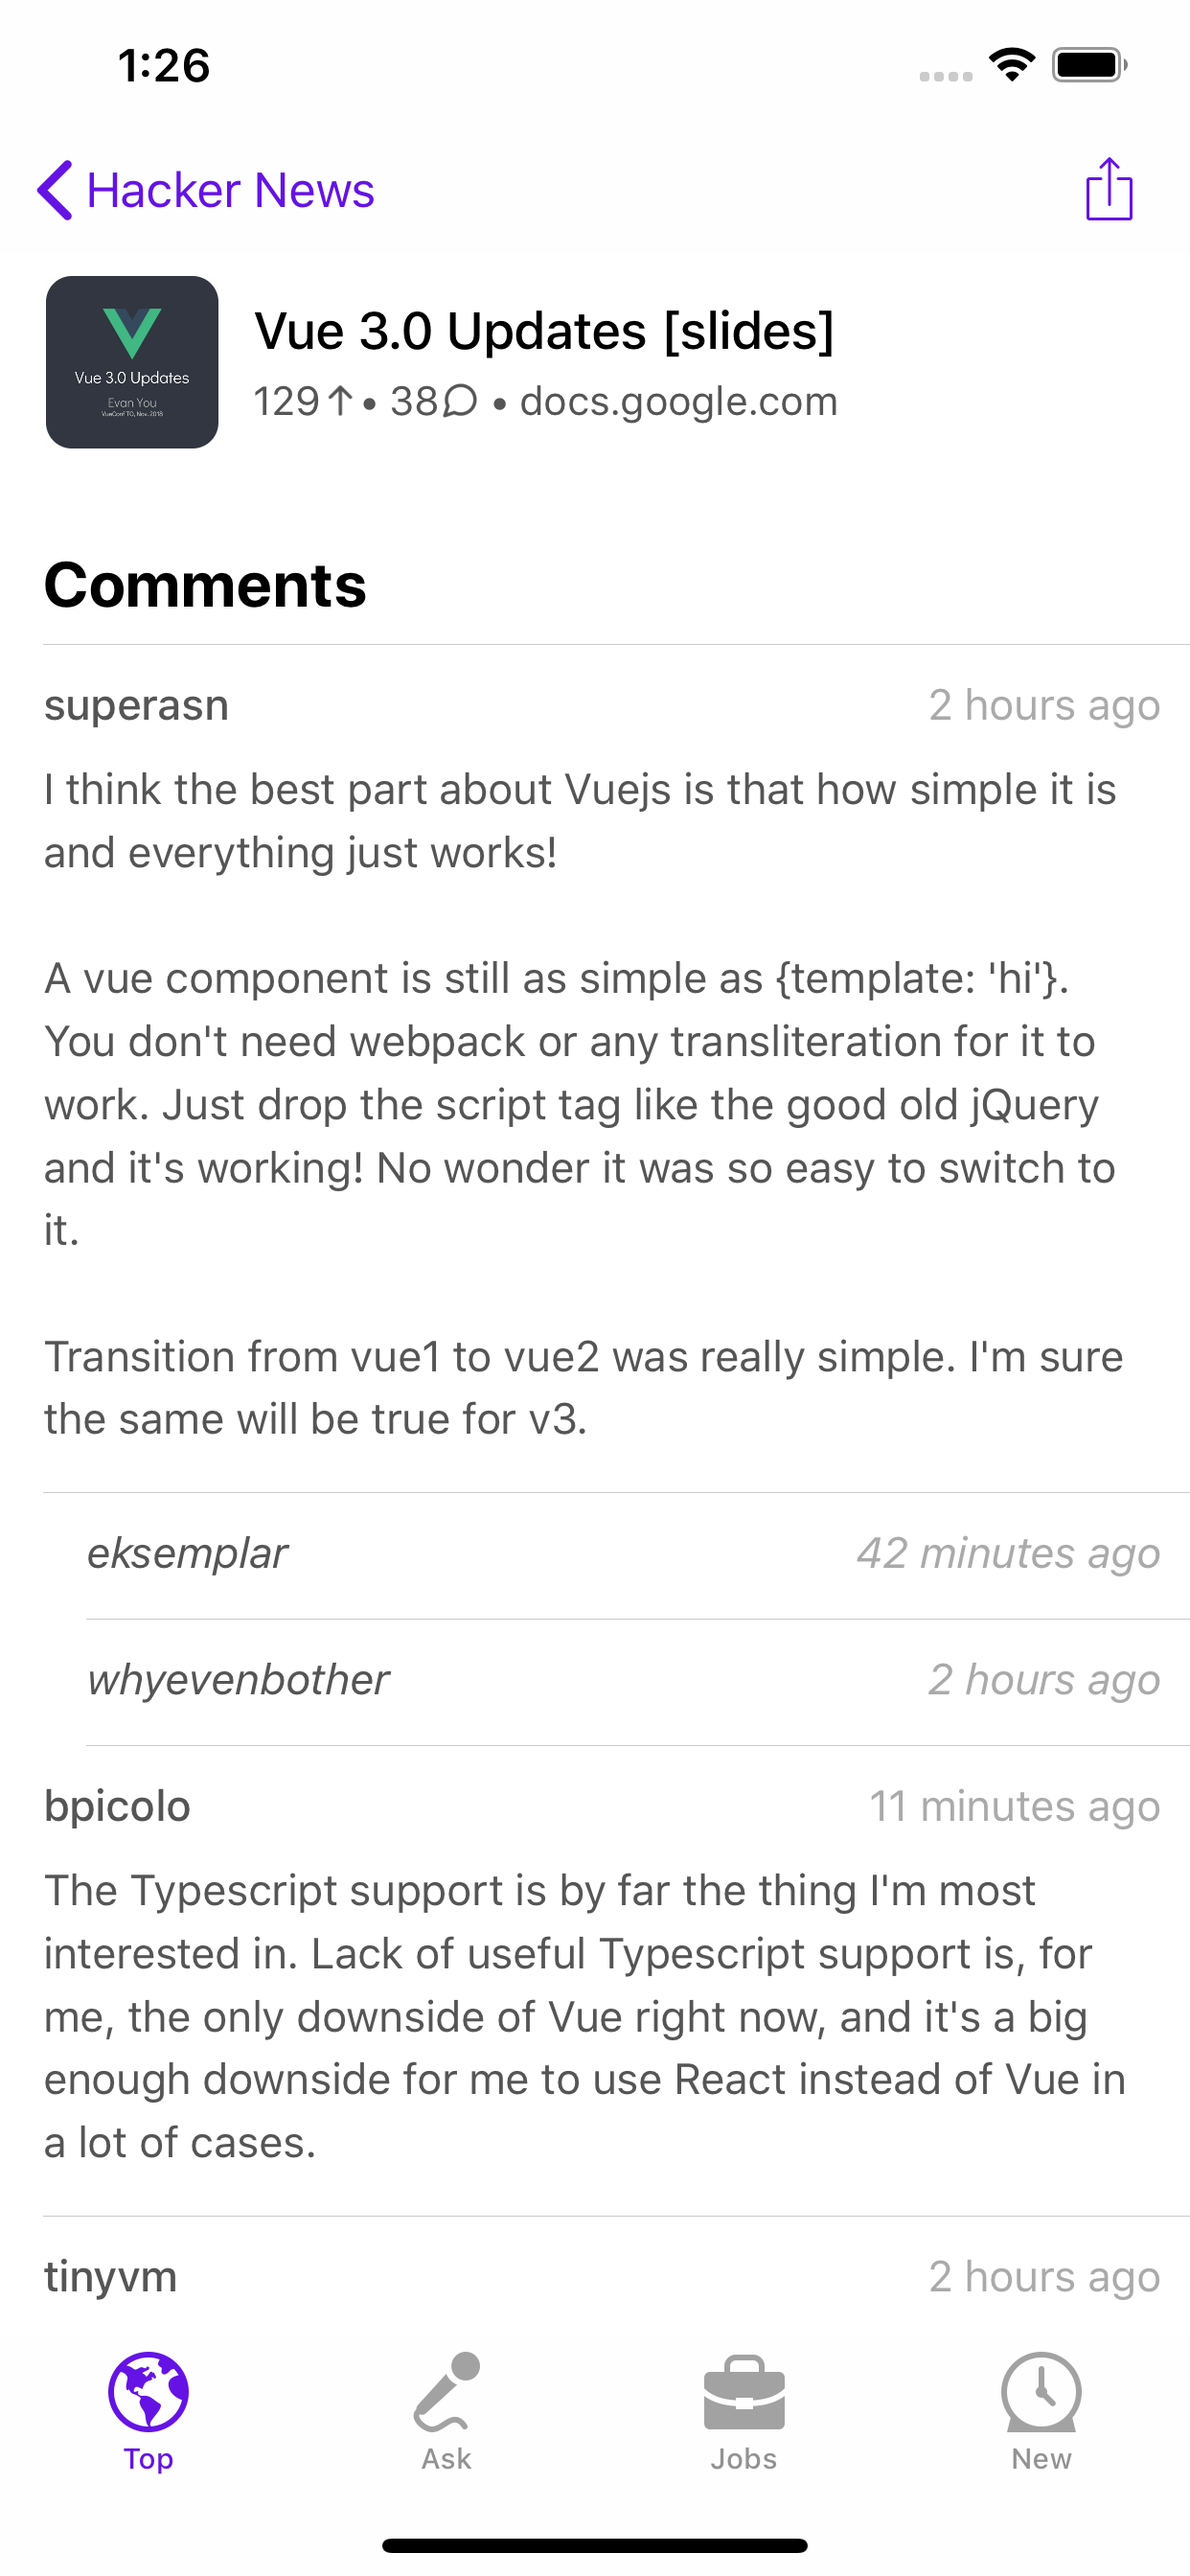 1:26
Hacker News
Vue 3.0 Updates
Evan You
VueConf TO, Nov. 2018
Vue 3.0 Updates [slides]
129 • 38 • docs.google.com
Comments
superasn 2 hours ago
I think the best part about Vuejs is that how simple it is
and everything just works!
A vue component is still as simple as {template: 'hi'}.
You don't need webpack or any transliteration for it to
work. Just drop the script tag like the good old jQuery
and it's working! No wonder it was so easy to switch to
it.
Transition from vue1 to vue2 was really simple. I'm sure
the same will be true for v3.
eksemplar 42 minutes ago
whyevenbother 2 hours ago
bpicolo 11 minutes ago
The Typescript support is by far the thing I'm most
interested in. Lack of useful Typescript support is, for
me, the only downside of Vue right now, and it's a big
enough downside for me to use React instead of Vue in
a lot of cases.
tinyvm 2 hours ago
Top Ask Jobs New